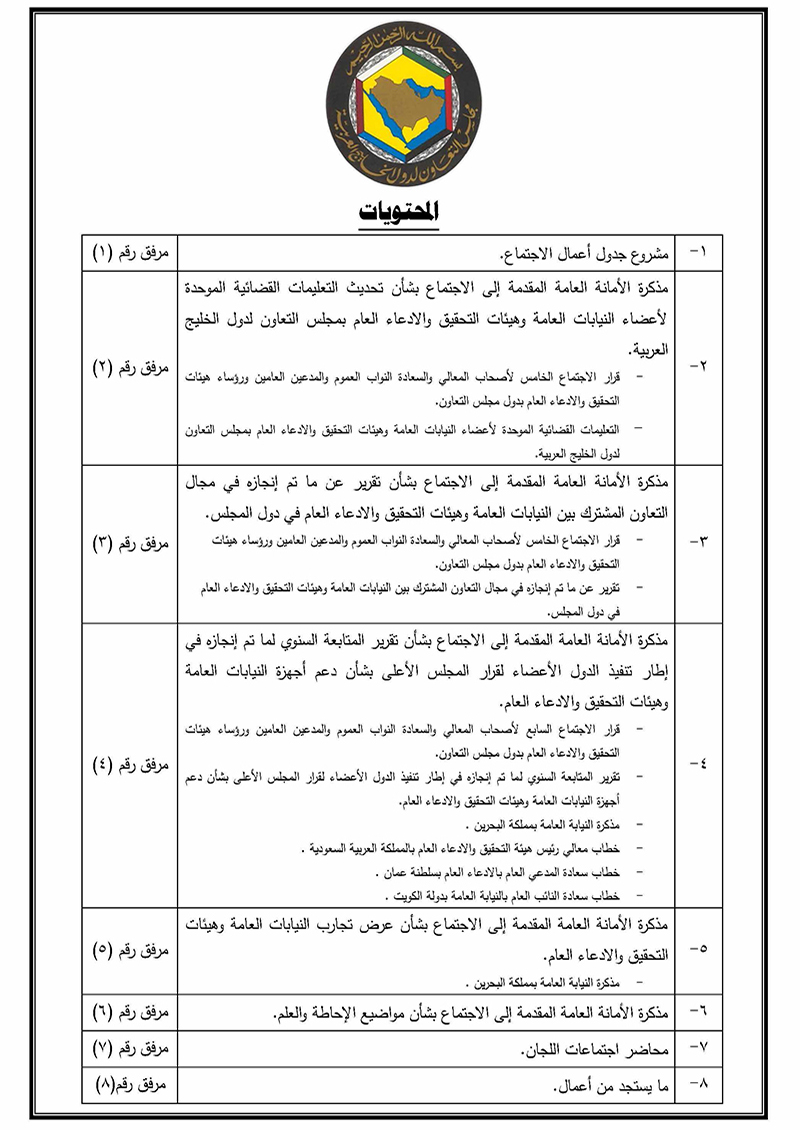 بسم الله الرحمن الرحيم
مجلس التعاون لدول الخليج العربية
المحتويات
١-
مشروع جدول أعمال الاجتماع.
مرفق رقم (١)
٢-
مذكرة الأمانة العامة المقدمة إلى الاجتماع بشأن تحديث التعليمات القضائية الموحدة
لأعضاء النيابات العامة وهيئات التحقيق والادعاء العام بمجلس التعاون لدول الخليج
العربية.
- قرار الاجتماع الخامس لأصحاب المعالي والسعادة النواب العموم والمدعين العامين ورؤساء هيئات
التحقيق والادعاء العام بدول مجلس التعاون.
- التعليمات القضائية الموحدة لأعضاء النيابات العامة وهيئات التحقيق والادعاء العام بمجلس التعاون
لدول الخليج العربية.
مرفق رقم (٢)
٣-
مذكرة الأمانة العامة المقدمة إلى الاجتماع بشأن تقرير عن ما تم إنجازه في مجال
التعاون المشترك بين النيابات العامة وهيئات التحقيق والادعاء العام في دول المجلس.
- قرار الاجتماع الخامس لأصحاب المعالي والسعادة النواب العموم والمدعين العامين ورؤساء هيئات
التحقيق والادعاء العام بدول مجلس التعاون.
- تقرير عن ما تم إنجازه في مجال التعاون المشترك بين النيابات العامة وهيئات التحقيق والادعاء العام
في دول المجلس.
مرفق رقم (٣)
٤-
مذكرة الأمانة العامة المقدمة إلى الاجتماع بشأن تقرير المتابعة السنوي لما تم إنجازه في
إطار تنفيذ الدول الأعضاء لقرار المجلس الأعلى بشأن دعم أجهزة النيابات العامة
وهيئات التحقيق والادعاء العام.
- قرار الاجتماع السابع لأصحاب المعالي والسعادة النواب العموم والمدعين العامين ورؤساء هيئات
التحقيق والادعاء العام بدول مجلس التعاون.
- تقرير المتابعة السنوي لما تم إنجازه في إطار تنفيذ الدول الأعضاء لقرار المجلس الأعلى بشأن دعم
أجهزة النيابات العامة وهيئات التحقيق والادعاء العام.
- مذكرة النيابة العامة بمملكة البحرين .
- خطاب معالي رئيس هيئة التحقيق والادعاء العام بالمملكة العربية السعودية .
- خطاب سعادة المدعي العام بالادعاء العام بسلطنة عمان .
- خطاب سعادة النائب العام بالنيابة العامة بدولة الكويت .
مرفق رقم (٤)
٥-
مذكرة الأمانة العامة المقدمة إلى الاجتماع بشأن عرض تجارب النيابات العامة وهيئات
التحقيق والادعاء العام.
- مذكرة النيابة العامة بمملكة البحرين .
مرفق رقم (٥)
٦-
مذكرة الأمانة العامة المقدمة إلى الاجتماع بشأن مواضيع الإحاطة والعلم.
مرفق رقم (٦)
٧-
محاضر اجتماعات اللجان.
مرفق رقم (٧)
٨-
ما يستجد من أعمال.
مرفق رقم(٨)